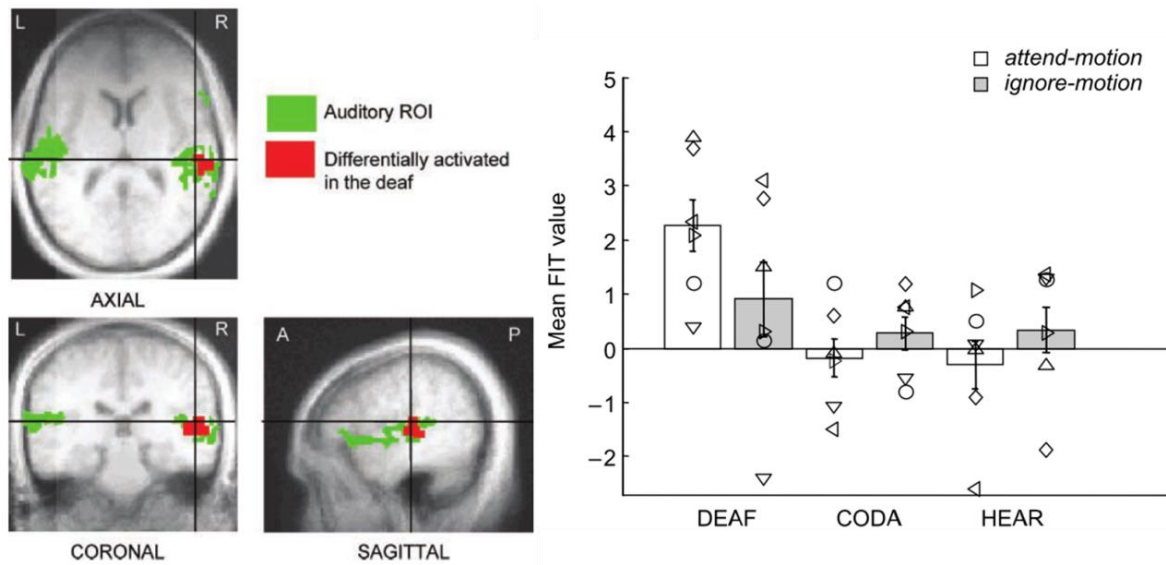 L R
AXIAL
Auditory ROI
Differentially activated
in the deaf
L R
CORONAL
A P
SAGITTAL
attend-motion
ignore-motion
Mean FIT value
5
4
3
2
1
0
–1
–2
DEAF CODA HEAR